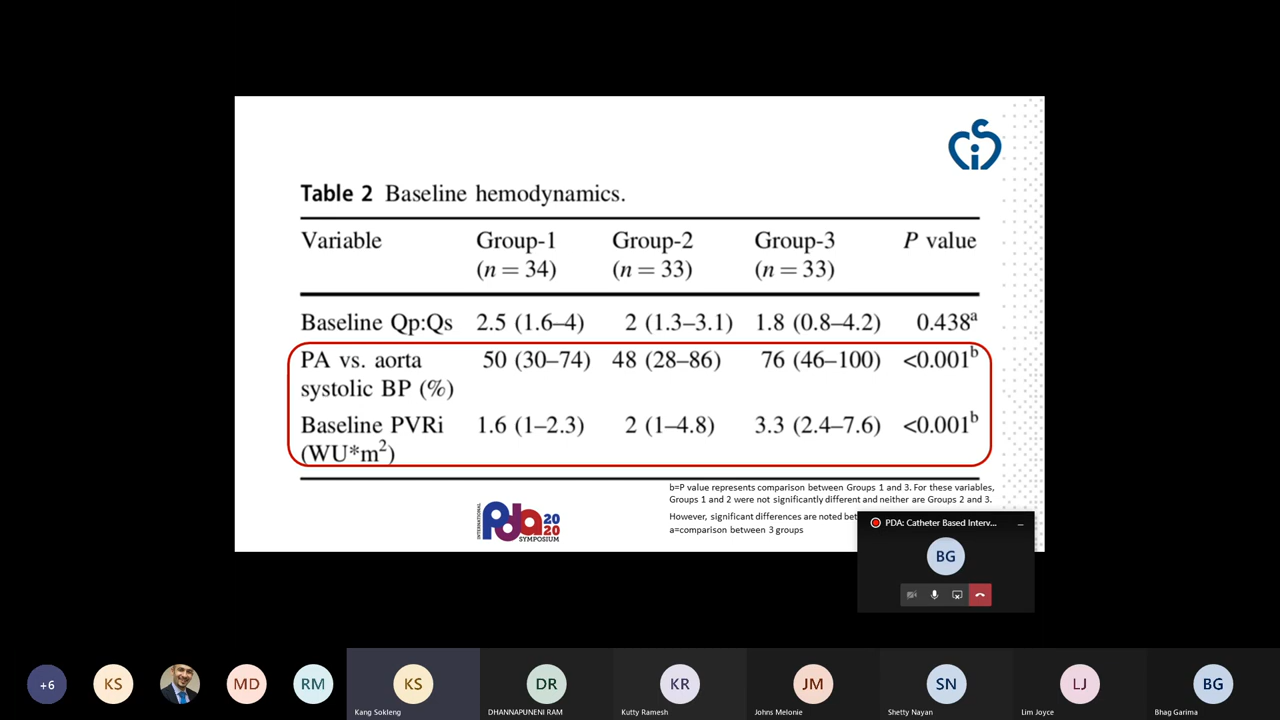 Table 2 Baseline hemodynamics.
Variable Group-1 Group-2 Group-3 P value
(n = 34) (n = 33) (n = 33)
Baseline Qp:Qs 2.5 (1.6–4) 2 (1.3–3.1) 1.8 (0.8–4.2) 0.438a
PA vs. aorta 50 (30–74) 48 (28–86) 76 (46–100) <0.001b
systolic BP (%)
Baseline PVRi 1.6 (1–2.3) 2 (1–4.8) 3.3 (2.4–7.6) <0.001b
(WU*m2)
b=P value represents comparison between Groups 1 and 3. For these variables,
Groups 1 and 2 were not significantly different and neither are Groups 2 and 3.
However, significant differences are noted
a=comparison between 3 groups
INTERNATIONAL
Pda 2020
SYMPOSIUM
PDA: Catheter Based Interv...
BG
+6 KS MD RM KS DR KR JM SN LJ BG
Kang Sokleng DHANNAPUNENI RAM Kutty Ramesh Johns Melonie Shetty Nayan Lim Joyce Bhag Garima